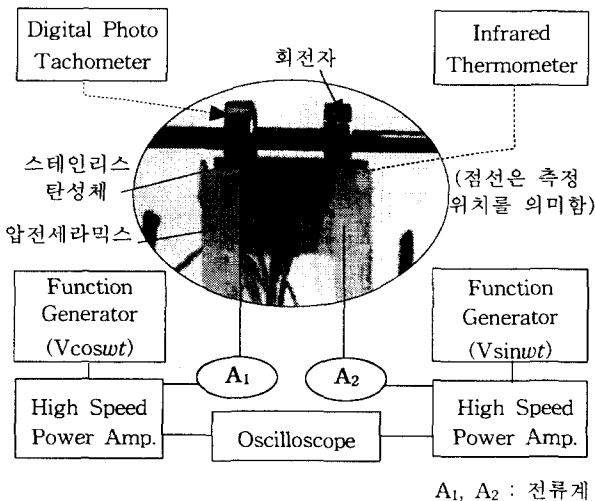 Digital Photo
Tachometer
회전자
Infrared
Thermometer
스테인리스
탄성체
압전세라믹스
(점선은 측정
위치를 의미함)
Function
Generator
(Vcoswt)
Function
Generator
(Vsinwt)
A1
A2
High Speed
Power Amp.
Oscilloscope
High Speed
Power Amp.
A1, A2 : 전류계